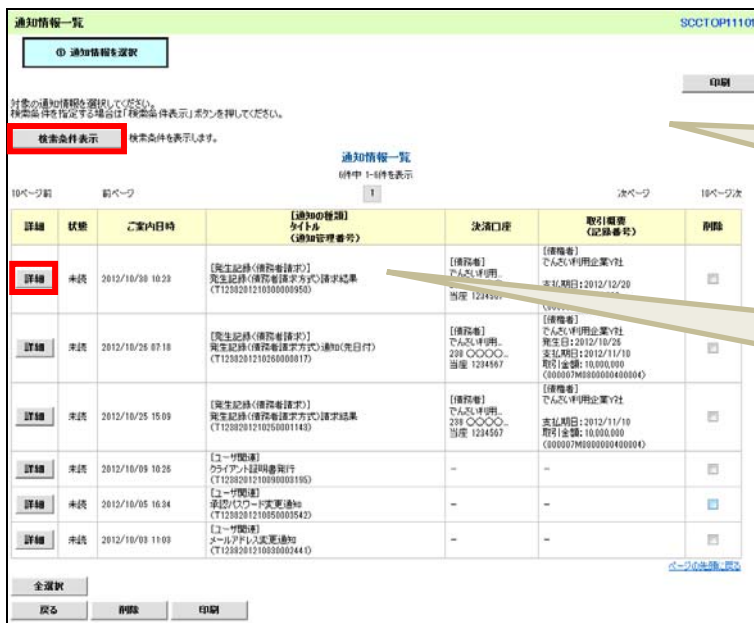 通知情報一覧
SCCTOP11101
① 通知情報を選択
印刷
対象の通知情報を選択してください。
検索条件を指定する場合は「検索条件表示」ボタンを押してください。
検索条件表示 検索条件を表示します。
通知情報一覧
6件中 1-6件を表示
10ページ前 前ページ 1 次ページ 10ページ次
詳細 状態 ご案内日時 [通知の種類] タイトル (通知管理番号) 決済口座 取引概要 (記録番号) 削除
詳細 未読 2012/10/30 10:23
[発生記録(債務者請求)]
発生記録(債務者請求方式)請求結果
(T1238201210300000950)
[債務者]
でんさい利用…
当座 1234567
[債権者]
でんさい利用企業Y社
支払期日:2012/12/20
詳細 未読 2012/10/26 07:18
[発生記録(債務者請求)]
発生記録(債務者請求方式)通知(先日付)
(T1238201210260000017)
[債務者]
でんさい利用…
238 〇〇〇〇…
当座 1234567
[債権者]
でんさい利用企業Y社
発生日:2012/10/26
支払期日:2012/11/10
取引金額:10,000,000
(000007M0800000400004)
詳細 未読 2012/10/25 15:09
[発生記録(債務者請求)]
発生記録(債務者請求方式)請求結果
(T1238201210250001143)
[債務者]
でんさい利用…
238 〇〇〇〇…
当座 1234567
[債権者]
でんさい利用企業Y社
支払期日:2012/11/10
取引金額:10,000,000
(000007M0800000400004)
詳細 未読 2012/10/09 10:26
[ユーザ関連]
クライアント証明書発行
(T1238201210090003195)
- -
詳細 未読 2012/10/05 16:34
[ユーザ関連]
承認パスワード変更通知
(T1238201210050003542)
- -
詳細 未読 2012/10/03 11:03
[ユーザ関連]
メールアドレス変更通知
(T1238201210030002441)
- -
ページの先頭に戻る
全選択
戻る 削除 印刷